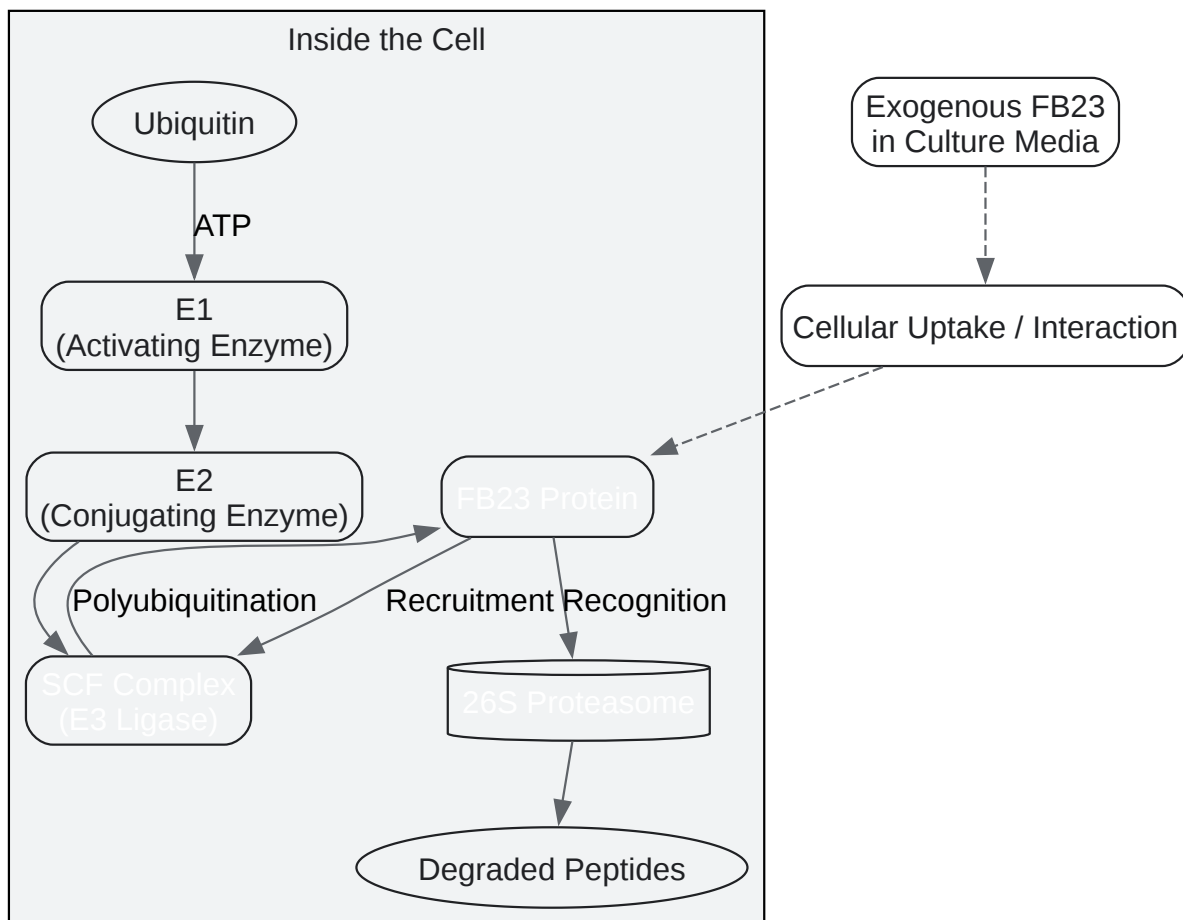 Inside the Cell
Ubiquitin
Exogenous FB23
in Culture Media
ATP
E1
(Activating Enzyme)
Cellular Uptake / Interaction
E2
(Conjugating Enzyme)
FB23 Protein
Polyubiquitination
Recruitment
Recognition
SCF Complex
(E3 Ligase)
26S Proteasome
Degraded Peptides